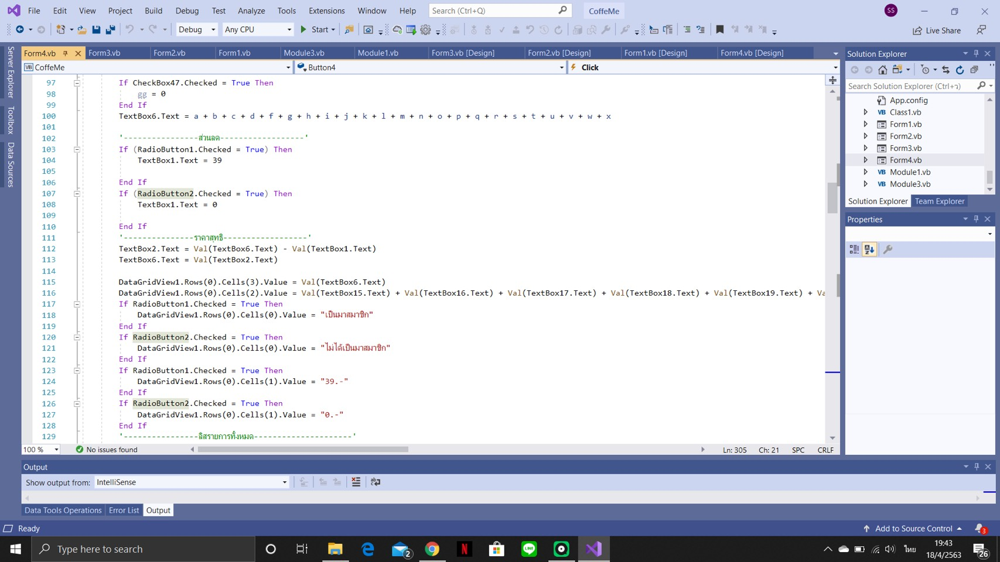 File Edit View Project Build Debug Test Analyze Tools Extensions Window Help Search (Ctrl+Q) CoffeMe SS
Debug Any CPU Start Live Share
Form4.vb Form3.vb Form2.vb Form1.vb Module3.vb Module1.vb Form3.vb [Design] Form2.vb [Design] Form1.vb [Design] Form4.vb [Design]
VB CoffeMe Button4 Click
97 If CheckBox47.Checked = True Then
98 gg = 0
99 End If
100 TextBox6.Text = a + b + c + d + f + g + h + i + j + k + l + m + n + o + p + q + r + s + t + u + v + w + x
101
102 '----------------ส่วนลด------------------'
103 If (RadioButton1.Checked = True) Then
104 TextBox1.Text = 39
105
106 End If
107 If (RadioButton2.Checked = True) Then
108 TextBox1.Text = 0
109
110 End If
111 '---------------ราคาสุทธิ------------------'
112 TextBox2.Text = Val(TextBox6.Text) - Val(TextBox1.Text)
113 TextBox6.Text = Val(TextBox2.Text)
114
115 DataGridView1.Rows(0).Cells(3).Value = Val(TextBox6.Text)
116 DataGridView1.Rows(0).Cells(2).Value = Val(TextBox15.Text) + Val(TextBox16.Text) + Val(TextBox17.Text) + Val(TextBox18.Text) + Val(TextBox19.Text) + Va
117 If RadioButton1.Checked = True Then
118 DataGridView1.Rows(0).Cells(0).Value = "เป็นมาสมาชิก"
119 End If
120 If RadioButton2.Checked = True Then
121 DataGridView1.Rows(0).Cells(0).Value = "ไม่ได้เป็นมาสมาชิก"
122 End If
123 If RadioButton1.Checked = True Then
124 DataGridView1.Rows(0).Cells(1).Value = "39.-"
125 End If
126 If RadioButton2.Checked = True Then
127 DataGridView1.Rows(0).Cells(1).Value = "0.-"
128 End If
129 '----------------ลิสรายการทั้งหมด---------------------'
100 % No issues found Ln: 305 Ch: 21 SPC CRLF
Server Explorer
Toolbox
Data Sources
Solution Explorer
Search Solution Explorer (Ctrl+ว)
App.config
VB Class1.vb
Form1.vb
Form2.vb
Form3.vb
Form4.vb
VB Module1.vb
VB Module3.vb
Solution Explorer Team Explorer
Properties
Output
Show output from: IntelliSense
Data Tools Operations Error List Output
Ready Add to Source Control 3
Type here to search 2 N LINE ไทย 19:43
18/4/2563 26